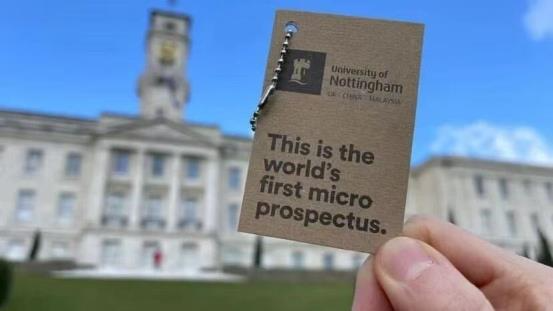 University of
Nottingham
UK · CHINA · MALAYSIA
This is the
world's
first micro
prospectus.